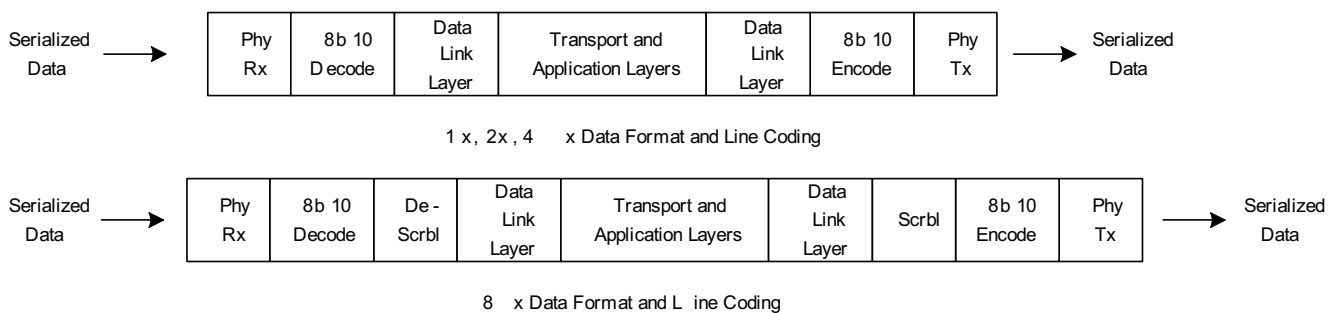 Serialized
Data
Phy
Rx
8b 10
Decode
Data
Link
Layer
Transport and
Application Layers
Data
Link
Layer
8b 10
Encode
Phy
Tx
Serialized
Data
1 x, 2x , 4 x Data Format and Line Coding
Serialized
Data
Phy
Rx
8b 10
Decode
De -
Scrbl
Data
Link
Layer
Transport and
Application Layers
Data
Link
Layer
Scrbl
8b 10
Encode
Phy
Tx
Serialized
Data
8 x Data Format and L ine Coding